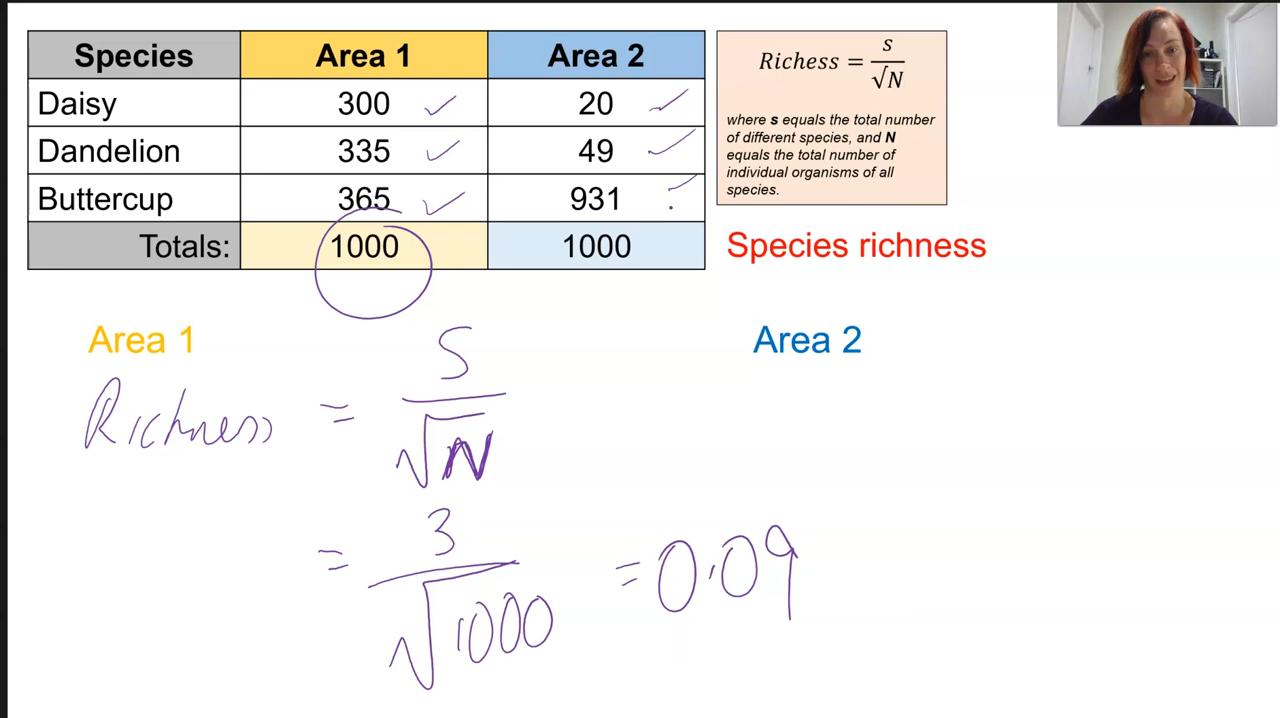 Species Area 1 Area 2
Daisy 300 20
Dandelion 335 49
Buttercup 365 931
Totals: 1000 1000
Richess = s / √N
where s equals the total number
of different species, and N
equals the total number of
individual organisms of all
species.
Species richness
Area 1
Richness = S / √N
= 3 / √1000 = 0.09
Area 2